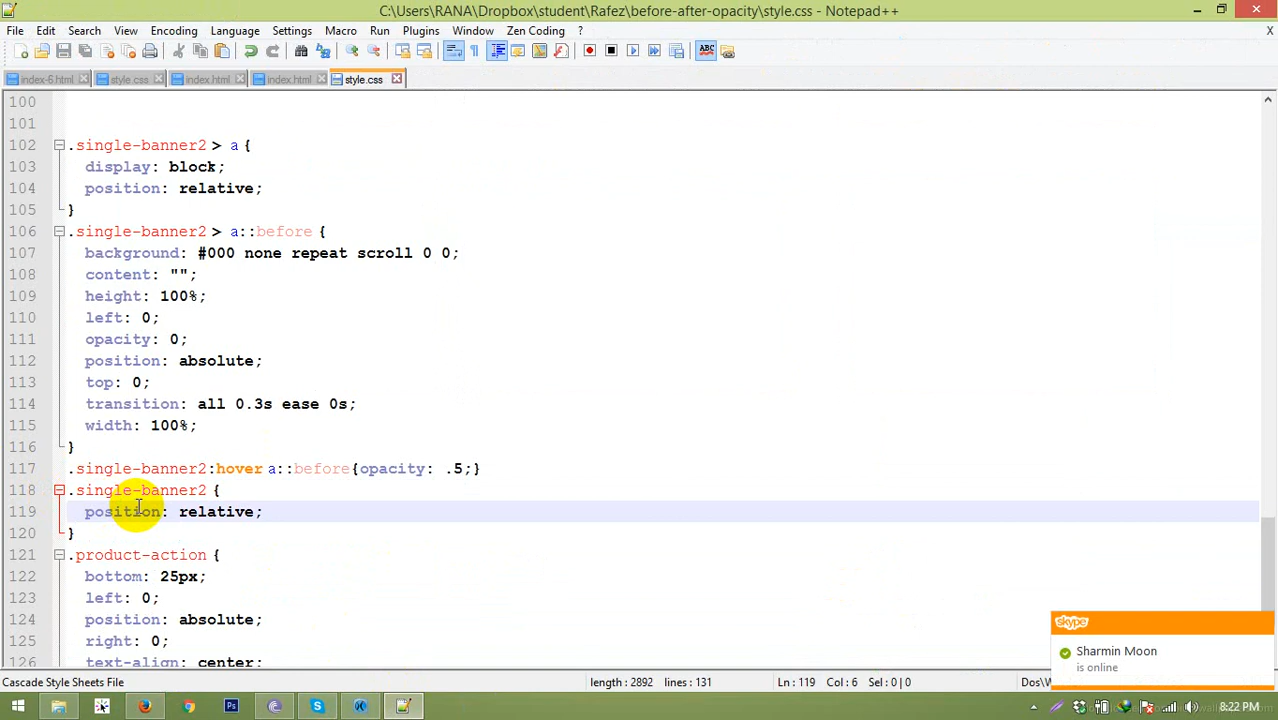 C:\Users\RANA\Dropbox\student\Rafez\before-after-opacity\style.css - Notepad++
File Edit Search View Encoding Language Settings Macro Run Plugins Window Zen Coding ? X
index-6.html style.css index.html index.html style.css
100
101
102 .single-banner2 > a {
103 display: block;
104 position: relative;
105 }
106 .single-banner2 > a::before {
107 background: #000 none repeat scroll 0 0;
108 content: "";
109 height: 100%;
110 left: 0;
111 opacity: 0;
112 position: absolute;
113 top: 0;
114 transition: all 0.3s ease 0s;
115 width: 100%;
116 }
117 .single-banner2:hover a::before{opacity: .5;}
118 .single-banner2 {
119 position: relative;
120 }
121 .product-action {
122 bottom: 25px;
123 left: 0;
124 position: absolute;
125 right: 0;
126 text-align: center;
skype
Sharmin Moon
is online
Cascade Style Sheets File length : 2892 lines : 131 Ln : 119 Col : 6 Sel : 0 | 0 Dos\W
8:22 PM